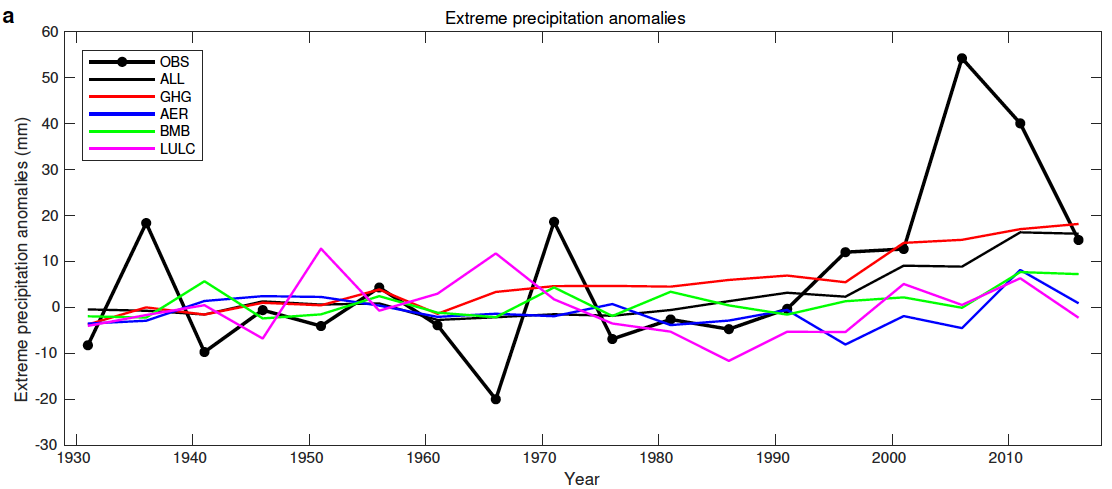 a
Extreme precipitation anomalies
60
50
40
30
20
10
0
-10
-20
-30
Extreme precipitation anomalies (mm)
OBS
ALL
GHG
AER
BMB
LULC
1930 1940 1950 1960 1970 1980 1990 2000 2010
Year